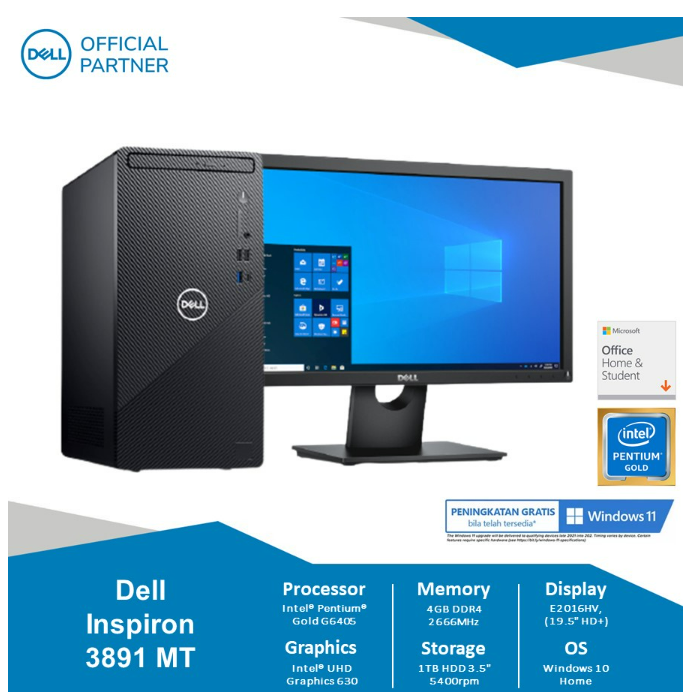 DELL
OFFICIAL
PARTNER
DELL
DELL
Microsoft
Office
Home &
Student
intel
PENTIUM®
GOLD
PENINGKATAN GRATIS
bila telah tersedia*
Windows 11
Dell
Inspiron
3891 MT
Processor
Intel® Pentium®
Gold G6405
Memory
4GB DDR4
2666MHz
Display
E2016HV,
(19.5" HD+)
Graphics
Intel® UHD
Graphics 630
Storage
1TB HDD 3.5"
5400rpm
OS
Windows 10
Home